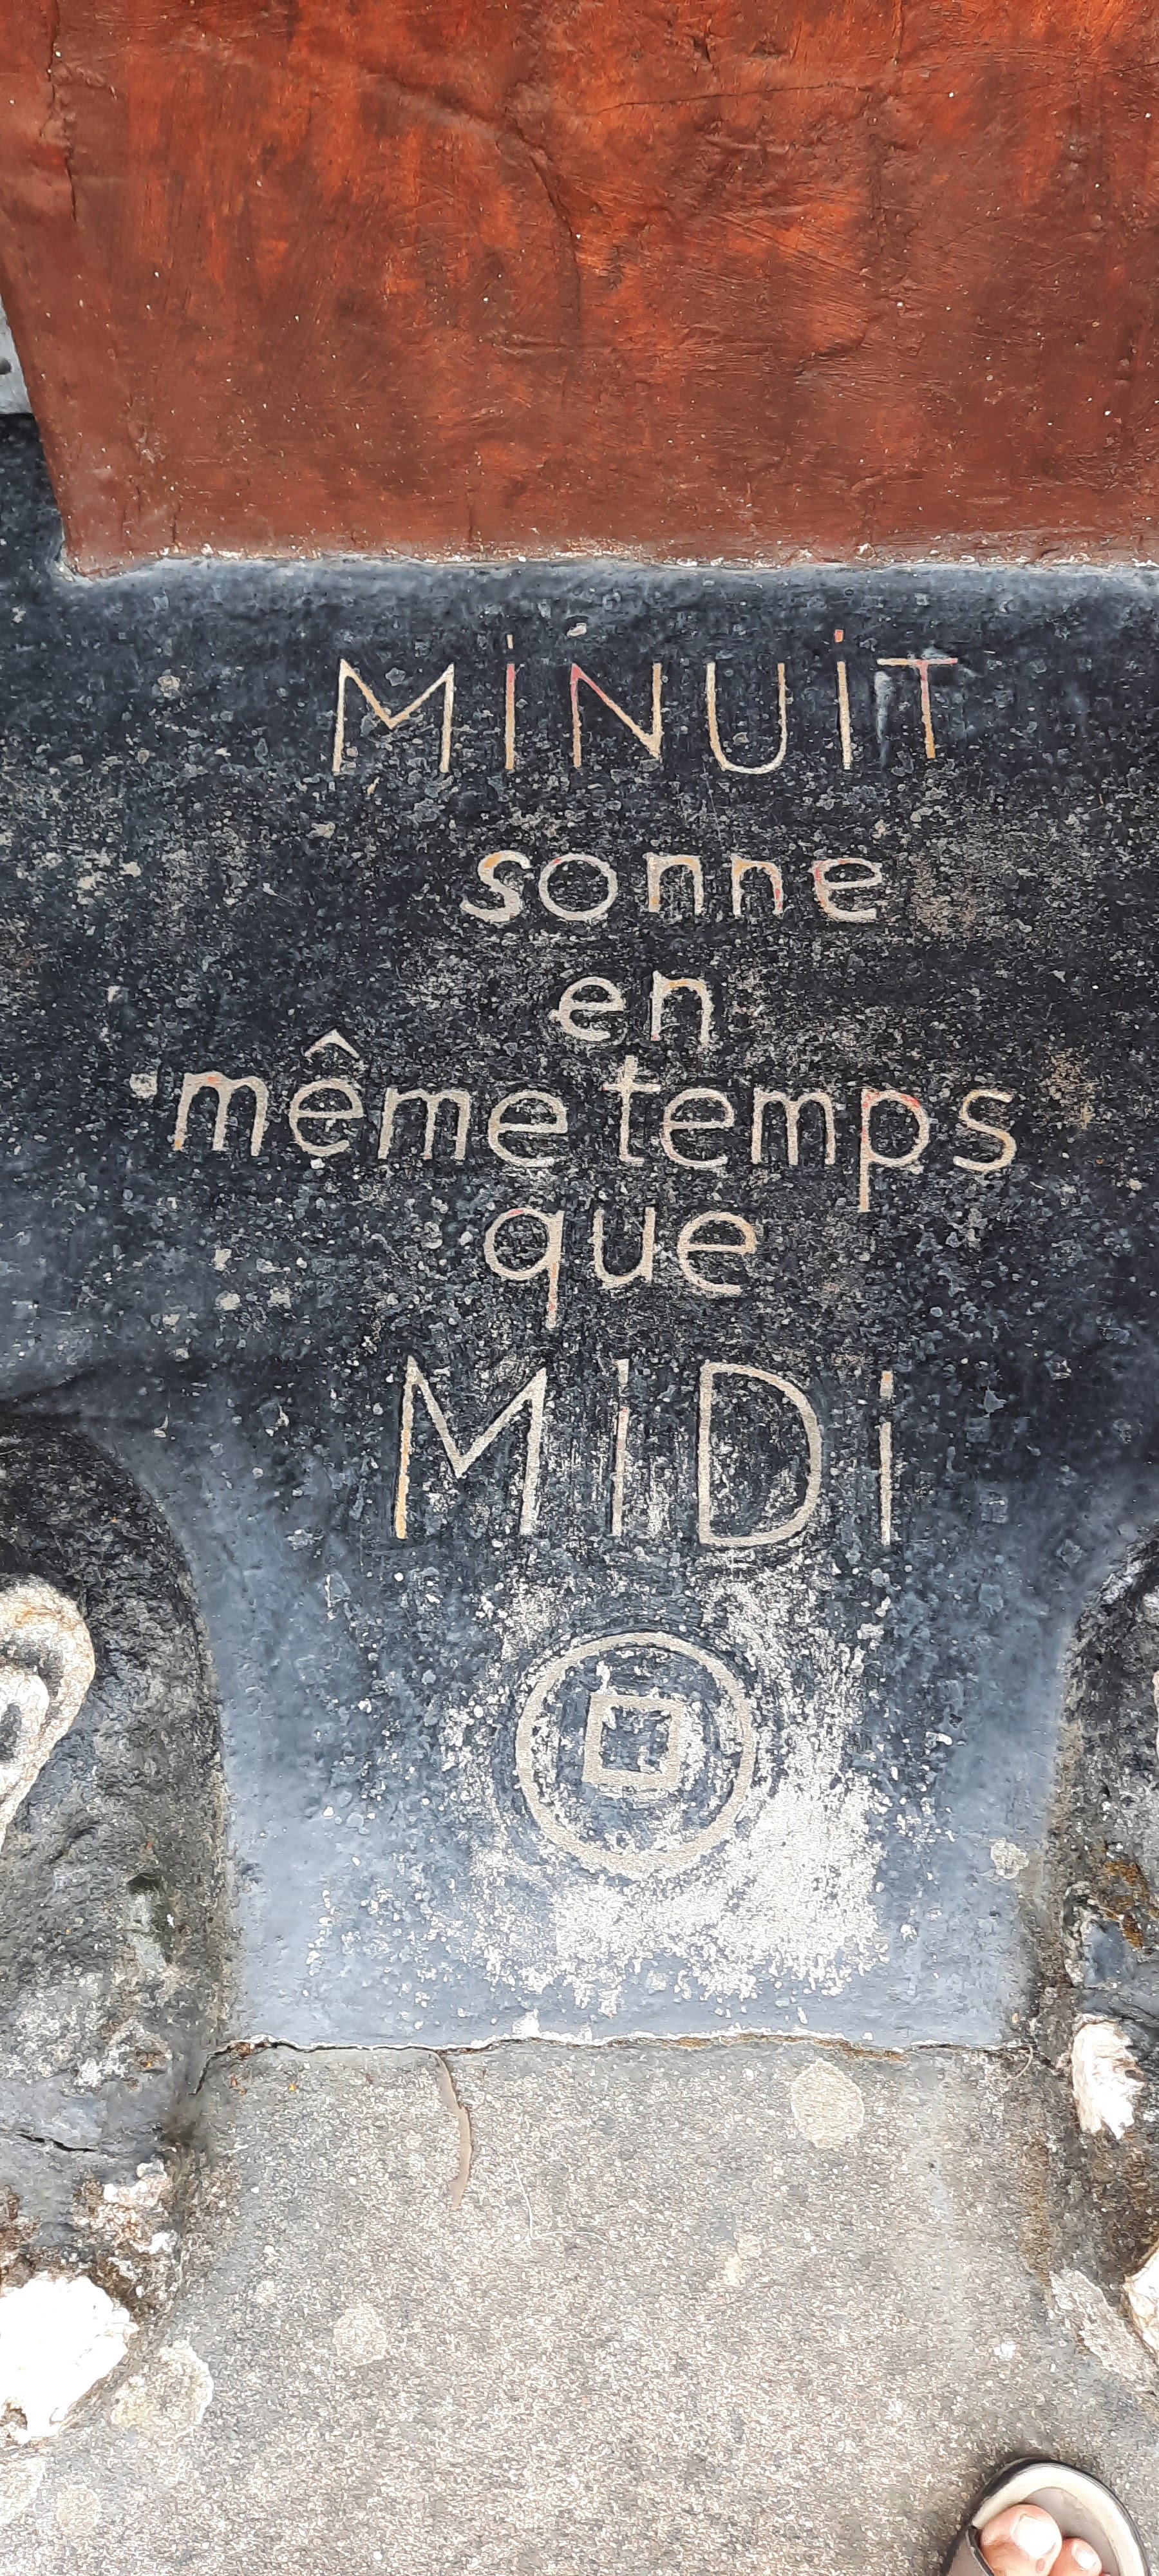 MiNUiT
sonne
en
même temps
que
MiDi